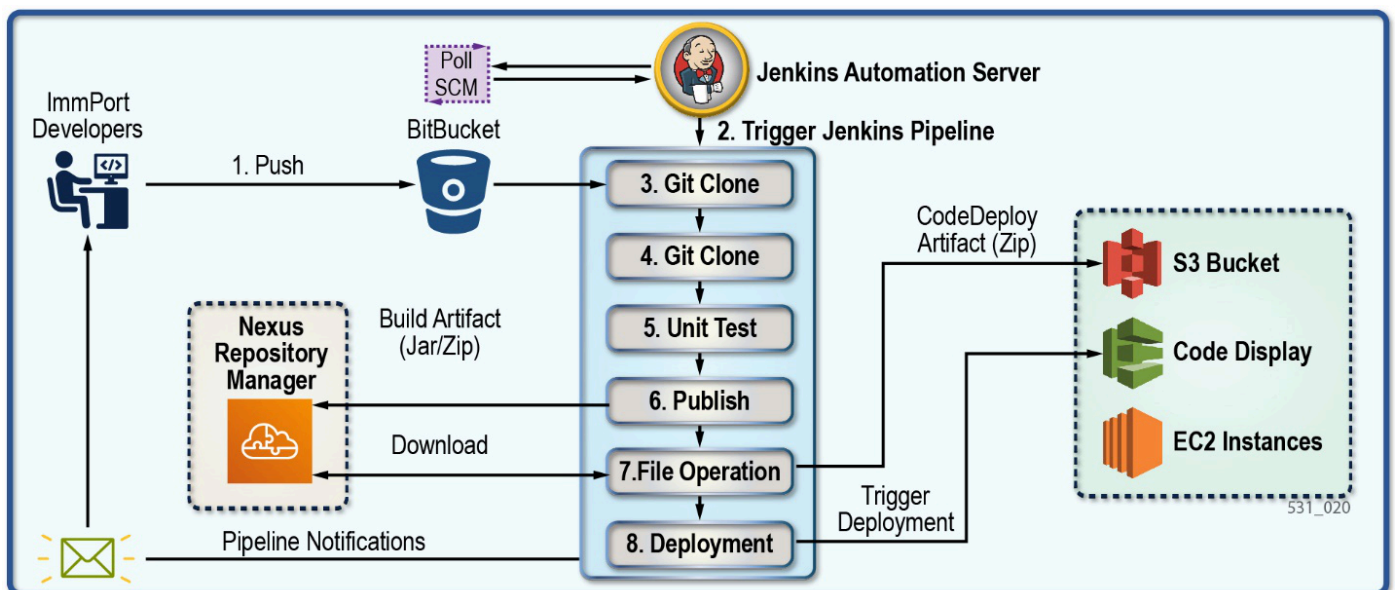 Poll
SCM
Jenkins Automation Server
ImmPort
Developers
BitBucket
2. Trigger Jenkins Pipeline
</>
1. Push
3. Git Clone
CodeDeploy
Artifact (Zip)
4. Git Clone
S3 Bucket
Nexus
Repository
Manager
Build Artifact
(Jar/Zip)
5. Unit Test
Code Display
6. Publish
Download
7.File Operation
EC2 Instances
Trigger
Deployment
531_020
Pipeline Notifications
8. Deployment